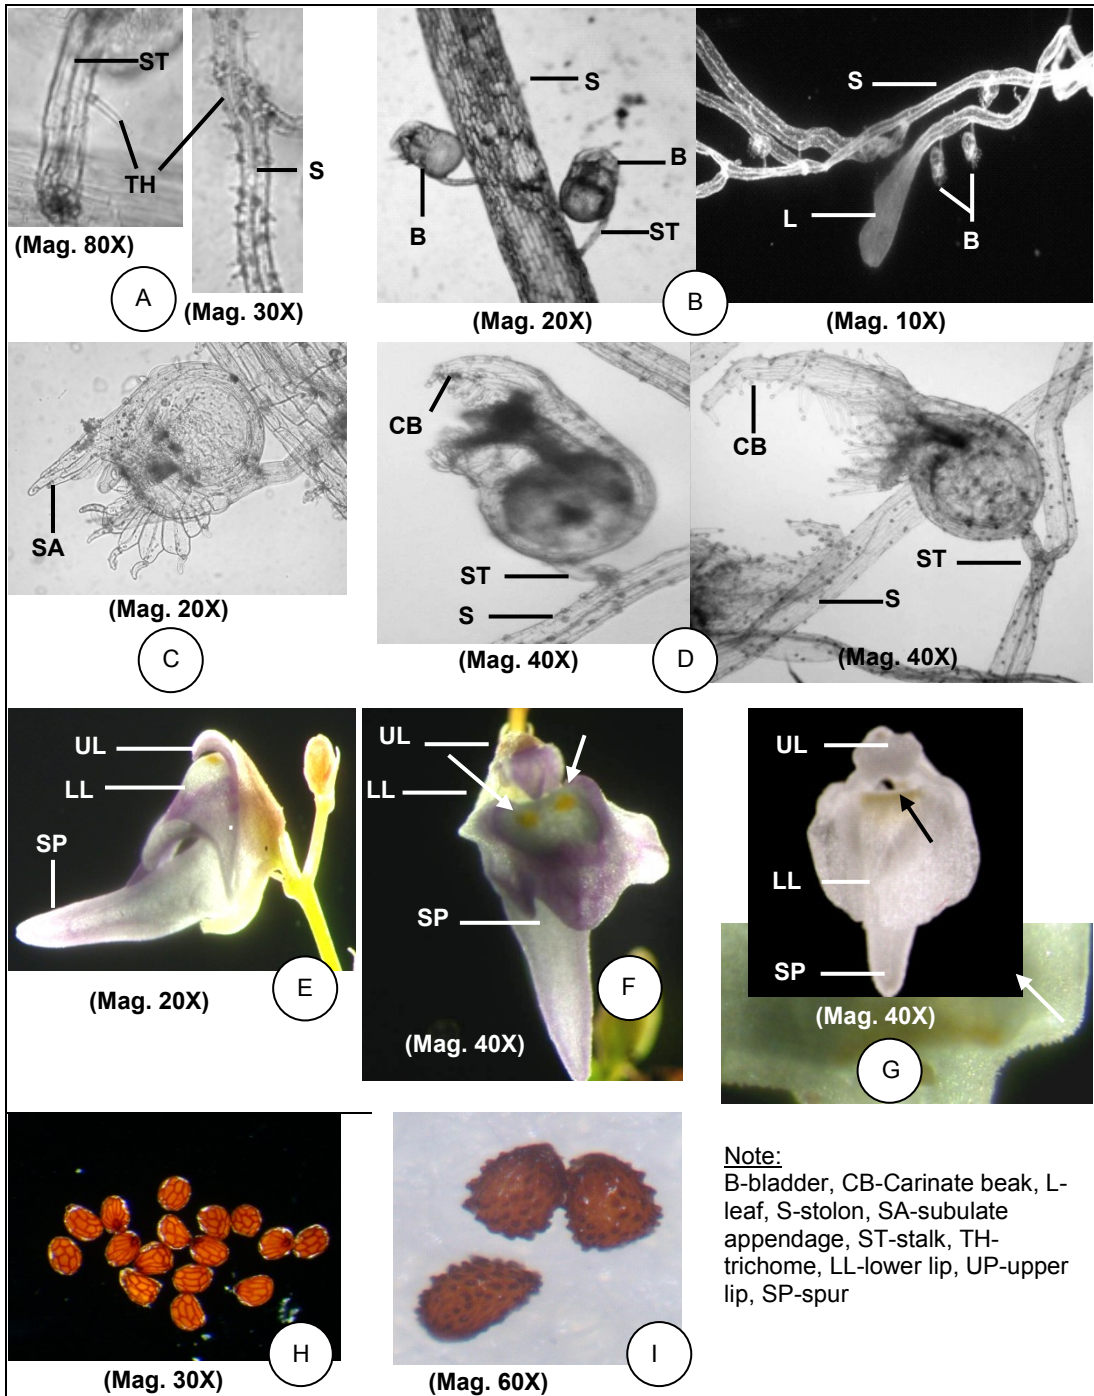 ST
TH
S
(Mag. 80X)
A
(Mag. 30X)
S
B
B
ST
(Mag. 20X)
B
S
L
B
(Mag. 10X)
SA
(Mag. 20X)
C
CB
ST
S
(Mag. 40X)
D
CB
ST
S
(Mag. 40X)
UL
LL
SP
(Mag. 20X)
E
UL
LL
SP
(Mag. 40X)
F
UL
LL
SP
(Mag. 40X)
G
H
(Mag. 30X)
I
(Mag. 60X)
Note:
B-bladder, CB-Carinate beak, L-
leaf, S-stolon, SA-subulate
appendage, ST-stalk, TH-
trichome, LL-lower lip, UP-upper
lip, SP-spur